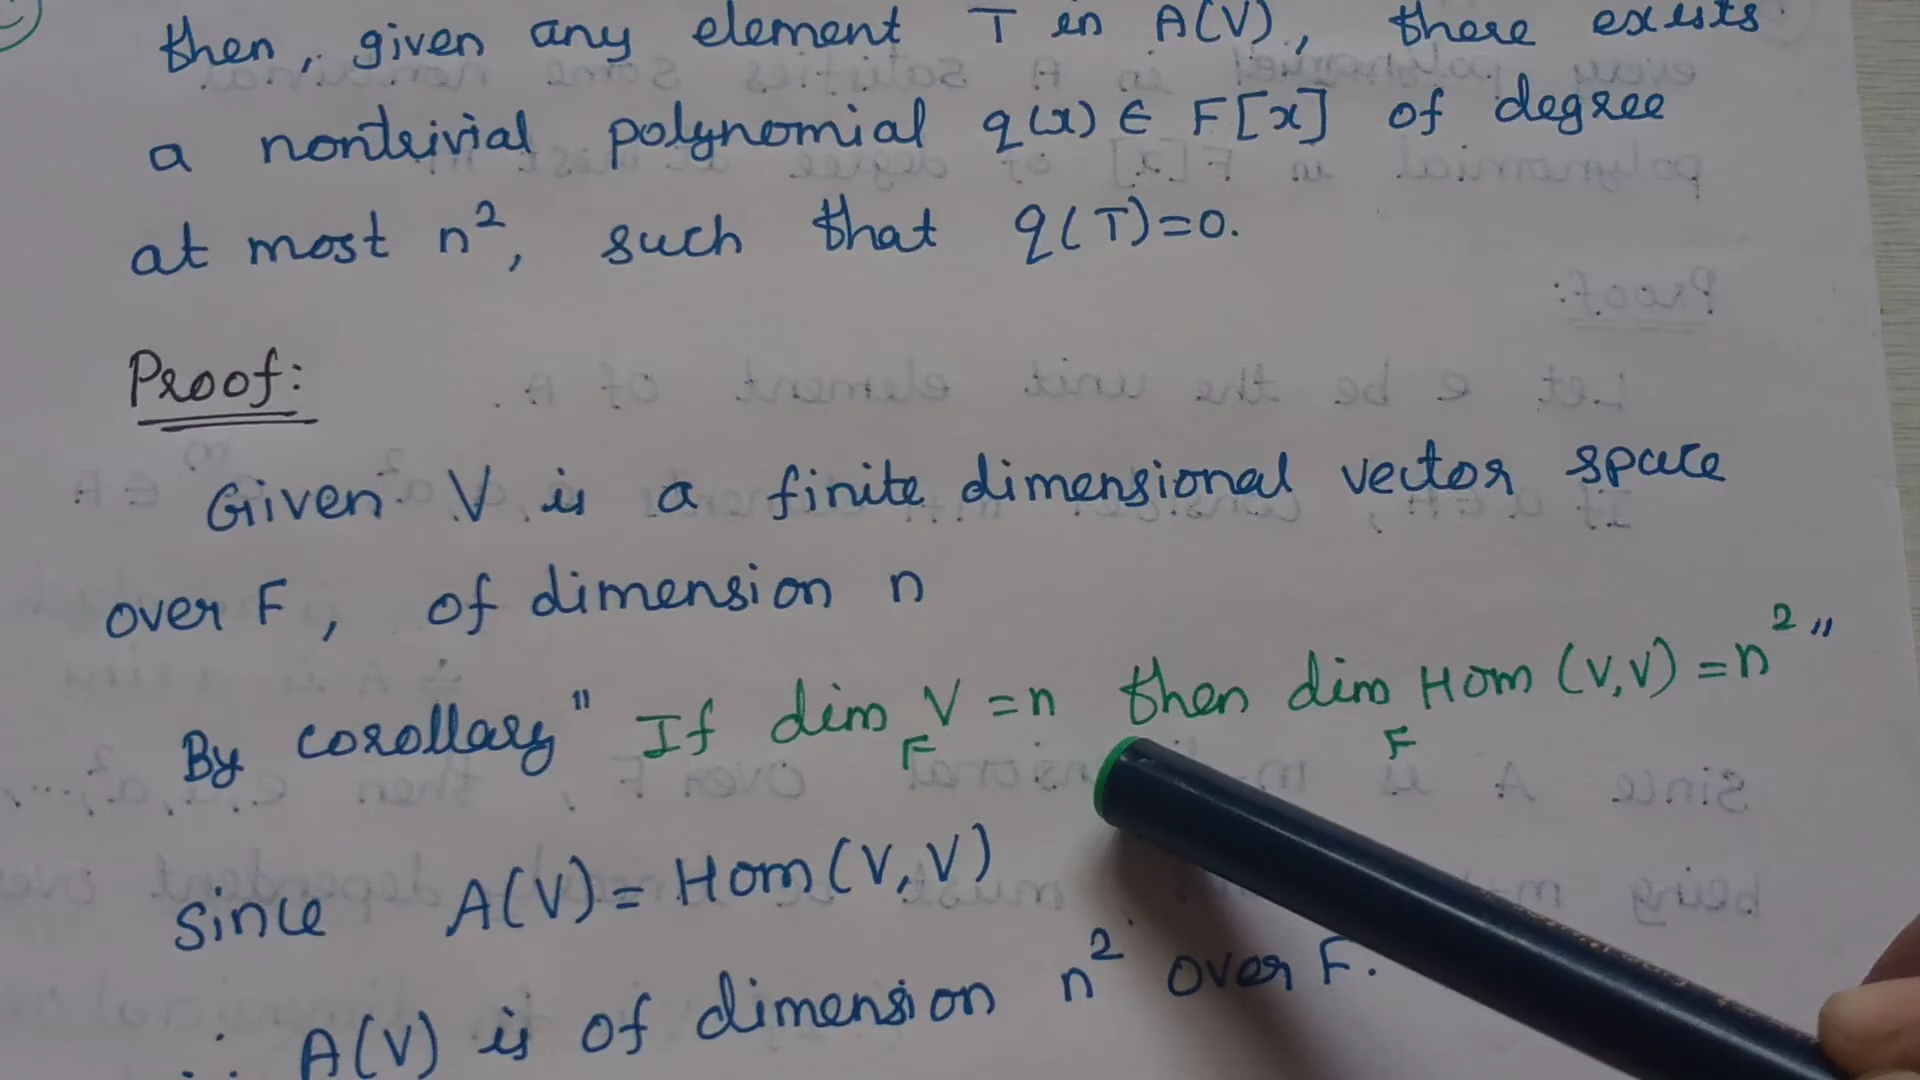 then, given any element T in A(V), there exists
a nontrivial polynomial q(x) ∈ F[x] of degree
at most n², such that q(T)=0.
Proof:
Given V is a finite dimensional vector space
over F, of dimension n
By corollary " If dim_F V = n then dim_F Hom (V,V) = n² "
since A(V) = Hom(V,V)
∴ A(V) is of dimension n² over F.